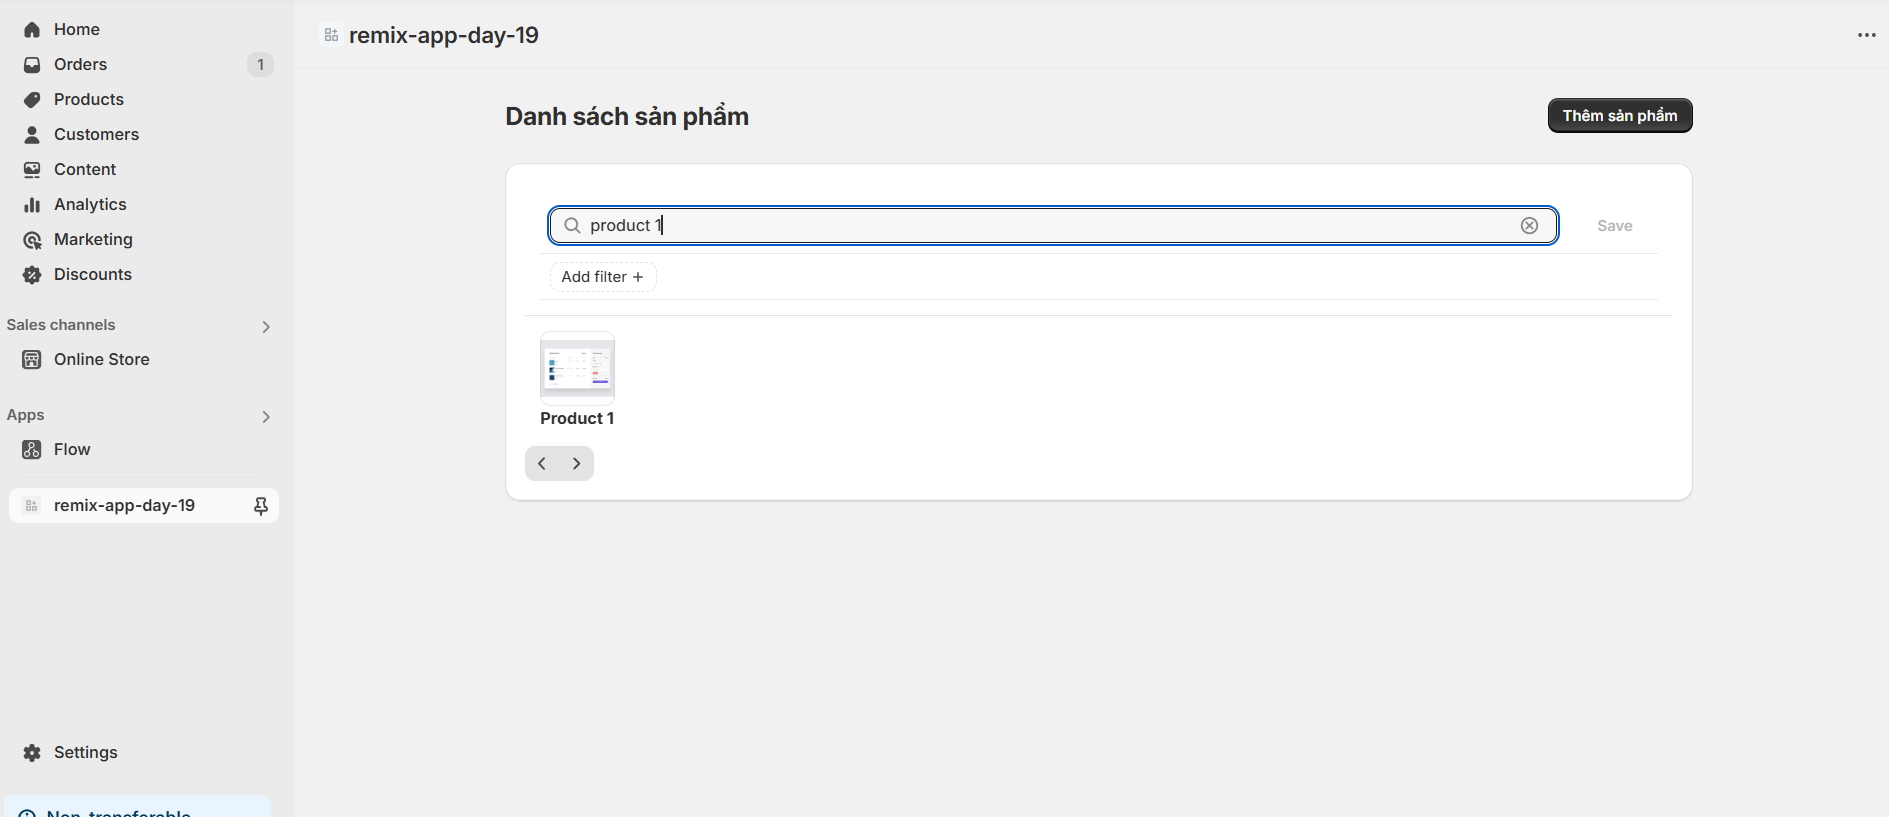 Home
Orders 1
Products
Customers
Content
Analytics
Marketing
Discounts
Sales channels
Online Store
Apps
Flow
remix-app-day-19
Settings
Non-transferable
remix-app-day-19
Danh sách sản phẩm
Thêm sản phẩm
product 1
Save
Add filter +
Product 1